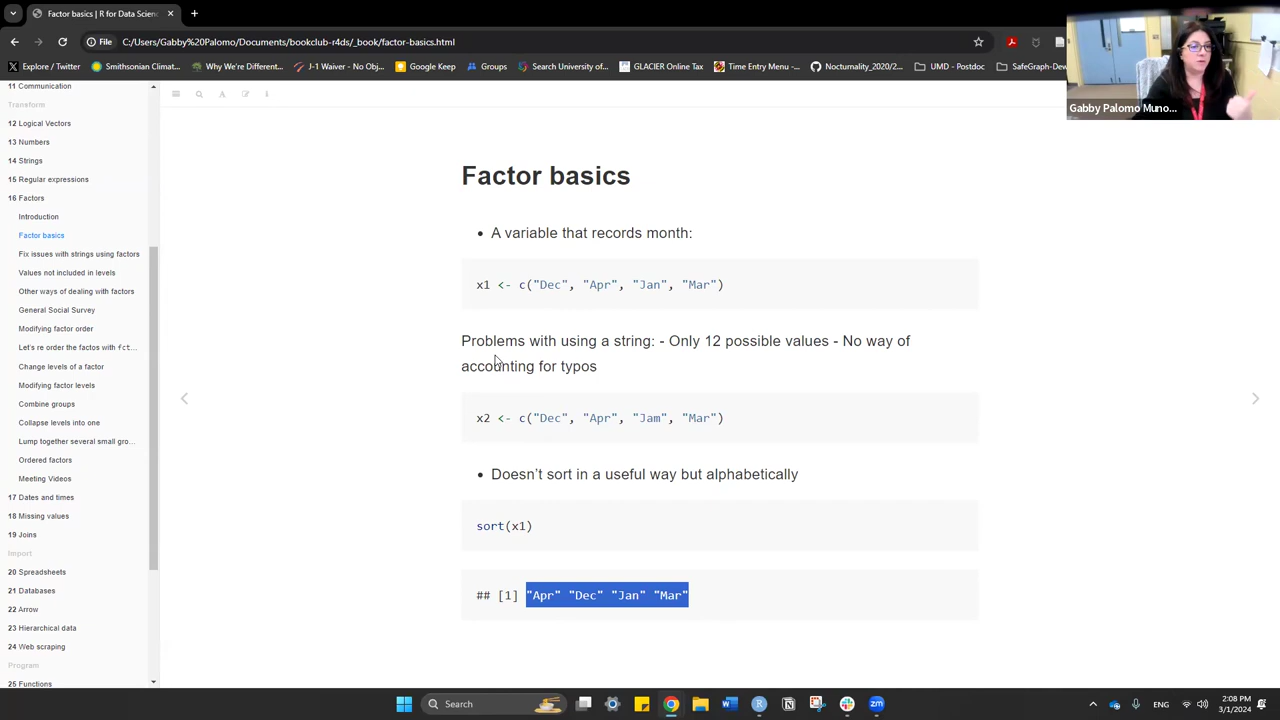 Factor basics | R for Data Scien
File
C:/Users/Gabby%20Palomo/Documents/bookclub-r4ds/_book/factor-basics.html
Explore / Twitter
Smithsonian Climat...
Why We're Different...
J-1 Waiver - No Obj...
Google Keep
Search University of...
GLACIER Online Tact
Time Entry Menu -...
Nocturnality_2020/2...
UMD - Postdoc
SafeGraph-Dewe
Gabby Palomo Muno...
11 Communication
Transform
12 Logical Vectors
13 Numbers
14 Strings
15 Regular expressions
16 Factors
Introduction
Factor basics
Fix issues with strings using factors
Values not included in levels
Other ways of dealing with factors
General Social Survey
Modifying factor order
Let's re order the factos with fct...
Change levels of a factor
Modifying factor levels
Combine groups
Collapse levels into one
Lump together several small gro...
Ordered factors
Meeting Videos
17 Dates and times
18 Missing values
19 Joins
Import
20 Spreadsheets
21 Databases
22 Arrow
23 Hierarchical data
24 Web scraping
Program
25 Functions
Factor basics
• A variable that records month:
x1 <- c("Dec", "Apr", "Jan", "Mar")
Problems with using a string: - Only 12 possible values - No way of
accounting for typos
x2 <- c("Dec", "Apr", "Jam", "Mar")
• Doesn't sort in a useful way but alphabetically
sort(x1)
## [1] "Apr" "Dec" "Jan" "Mar"
Search
ENG
US
2:08 PM
3/1/2024